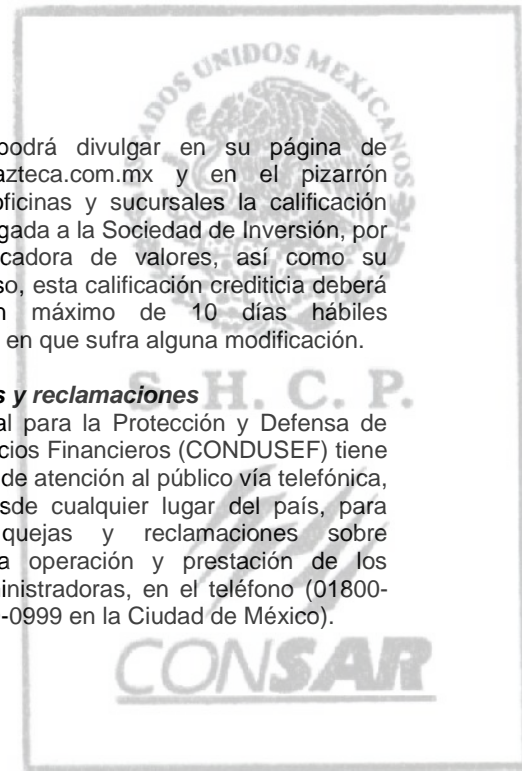 ESTADOS UNIDOS MEXICANOS
podrá divulgar en su página de
azteca.com.mx y en el pizarrón
oficinas y sucursales la calificación
gada a la Sociedad de Inversión, por
cadora de valores, así como su
so, esta calificación crediticia deberá
n máximo de 10 días hábiles
en que sufra alguna modificación.
s y reclamaciones
S. H. C. P.
al para la Protección y Defensa de
cios Financieros (CONDUSEF) tiene
de atención al público vía telefónica,
sde cualquier lugar del país, para
quejas y reclamaciones sobre
a operación y prestación de los
ministradoras, en el teléfono (01800-
-0999 en la Ciudad de México).
CONSAR